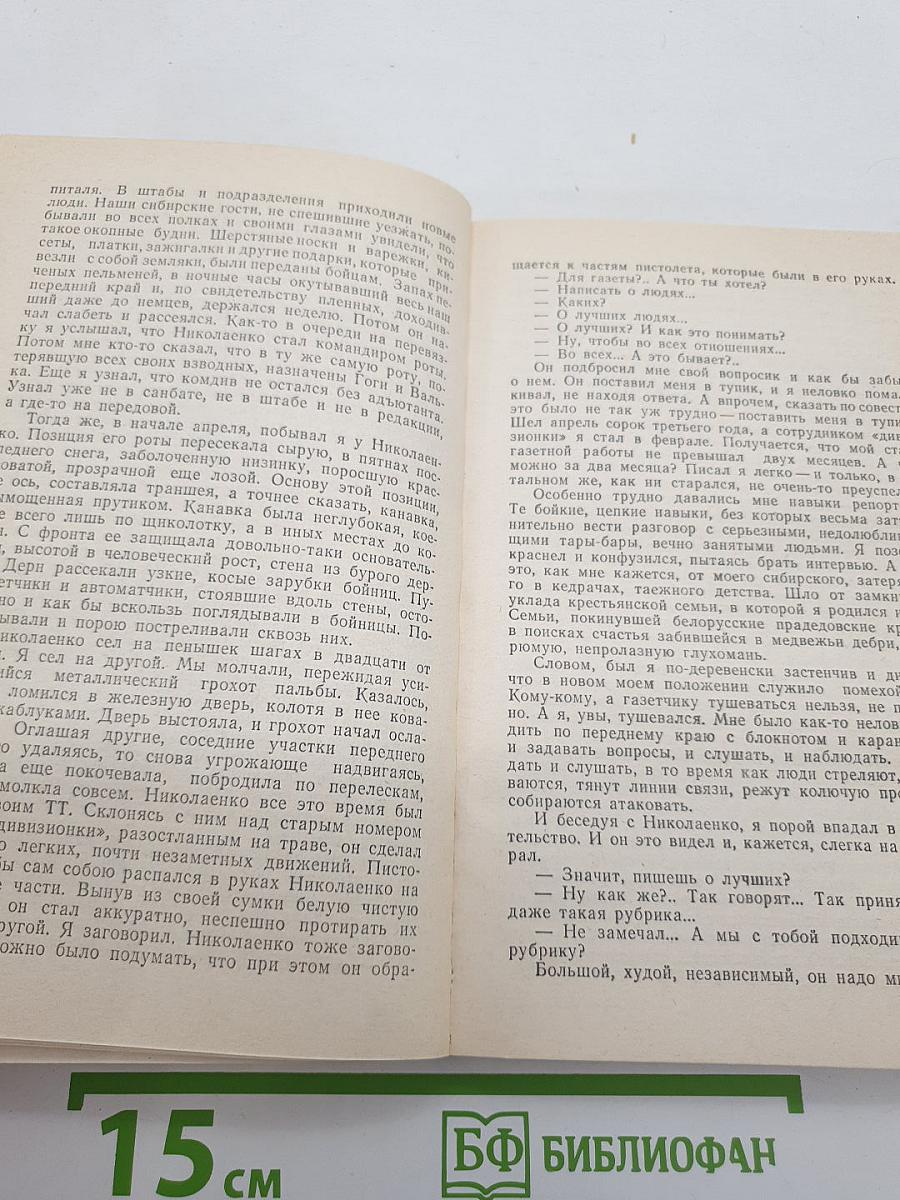 питаля. В штабы и подразделения приходили новые
люди. Наши сибирские гости, не спешившие уезжать, по-
бывали во всех полках и своими глазами увидели, что
такое окопные будни. Шерстяные носки и варежки, ки-
сеты, платки, зажигалки и другие подарки, которые при-
везли с собой земляки, были переданы бойцам. Запах пе-
ченых пельменей, в ночные часы окутывавший весь наш
передний край и, по свидетельству пленных, доходив-
ший даже до немцев, держался неделю. Потом он на-
чал слабеть и рассеялся. Как-то в очереди на перевяз-
ку я услышал, что Николаенко стал командиром роты.
Потом мне кто-то сказал, что в ту же самую роту, по-
терявшую всех своих взводных, назначены Гоги и Валь-
ка. Еще я узнал, что комдив не остался без адъютанта.
Узнал уже не в санбате, не в штабе и не в редакции,
а где-то на передовой.
Тогда же, в начале апреля, побывал я у Николаен-
ко. Позиция его роты пересекала сырую, в пятнах пос-
леднего снега, заболоченную низинку, поросшую крас-
оватой, прозрачной еще лозой. Основу этой позиции,
е ось, составляла траншея, а точнее сказать, канавка,
ымощенная прутиком. Канавка была неглубокая, кое-
е всего лишь по щиколотку, а в иных местах до ко-
н. С фронта ее защищала довольно-таки основатель-
й, высотой в человеческий рост, стена из бурого дер-
Дерн рассекали узкие, косые зарубки бойниц. Пу-
етчики и автоматчики, стоявшие вдоль стены, осто-
но и как бы вскользь поглядывали в бойницы. По-
ывали и порою постреливали сквозь них.
иколаенко сел на пенышек шагах в двадцати от
. Я сел на другой. Мы молчали, пережидая уси-
ийся металлический грохот пальбы. Казалось,
ломился в железную дверь, колотя в нее кова-
каблуками. Дверь выстояла, и грохот начал осла-
Оглашая другие, соседние участки переднего
о удаляясь, то снова угрожающе надвигаясь,
а еще покочевала, побродила по перелескам,
молкла совсем. Николаенко все это время был
воим ТТ. Склонясь с ним над старым номером
дивизионки», разостланным на траве, он сделал
о легких, почти незаметных движений. Писто-
бы сам собою распался в руках Николаенко на
е части. Вынув из своей сумки белую чистую
он стал аккуратно, неспешно протирать их
ругой. Я заговорил. Николаенко тоже загово-
ожно было подумать, что при этом он обра-
щается к частям пистолета, которые были в его руках.
— Для газеты?.. А что ты хотел?
— Написать о людях...
— Каких?
— О лучших людях...
— О лучших? И как это понимать?
— Ну, чтобы во всех отношениях...
— Во всех... А это бывает?..
Он подбросил мне свой вопросик и как бы забы
о нем. Он поставил меня в тупик, и я неловко пома
кивал, не находя ответа. А впрочем, сказать по совест
это было не так уж трудно — поставить меня в тупи
Шел апрель сорок третьего года, а сотрудником «див
зионки» я стал в феврале. Получается, что мой ста
газетной работы не превышал двух месяцев. А ч
можно за два месяца? Писал я легко — и только, в
тальном же, как ни старался, не очень-то преуспел
Особенно трудно давались мне навыки репорт
Те бойкие, цепкие навыки, без которых весьма зат
нительно вести разговор с серьезными, недолюбли
щими тары-бары, вечно занятыми людьми. Я поз
краснел и конфузился, пытаясь брать интервью. А
это, как мне кажется, от моего сибирского, затеря
го в кедрачах, таежного детства. Шло от замкн
уклада крестьянской семьи, в которой я родился и
Семьи, покинувшей белорусские прадедовские кр
в поисках счастья забившейся в медвежьи дебри,
рюмую, непролазную глухомань.
Словом, был я по-деревенски застенчив и ди
что в новом моем положении служило помехой
Кому-кому, а газетчику тушеваться нельзя, не п
но. А я, увы, тушевался. Мне было как-то нелов
дить по переднему краю с блокнотом и каран
и задавать вопросы, и слушать, и наблюдать.
дать и слушать, в то время как люди стреляют,
ваются, тянут линии связи, режут колючую про
собираются атаковать.
И беседуя с Николаенко, я порой впадал в
тельство. И он это видел и, кажется, слегка на
рал.
— Значит, пишешь о лучших?
— Ну как же?.. Так говорят... Так приня
даже такая рубрика...
— Не замечал... А мы с тобой подходи
рубрику?
Большой, худой, независимый, он надо м
15 см
БФ БИБЛИОФАН